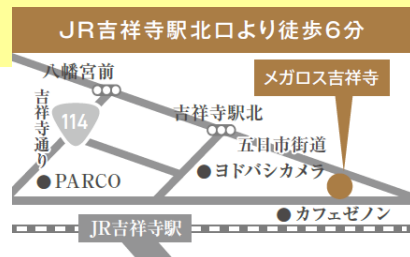 JR吉祥寺駅北口より徒歩6分
八幡宮前
メガロス吉祥寺
吉祥寺通り
114
吉祥寺駅北
五日市街道
ヨドバシカメラ
PARCO
カフェゼノン
JR吉祥寺駅